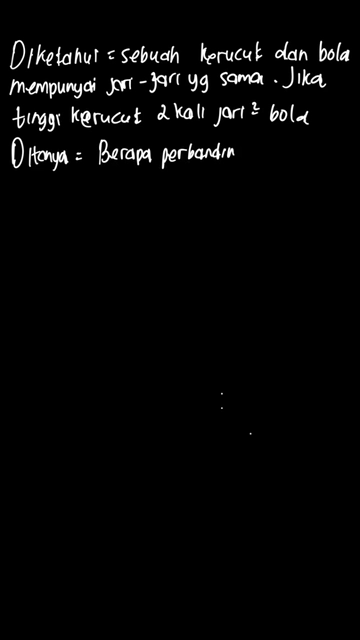 Diketahui = sebuah kerucut dan bola
mempunyai jari-jari yg sama. Jika
tinggi kerucut 2 kali jari² bola
Ditanya = Berapa perbandin